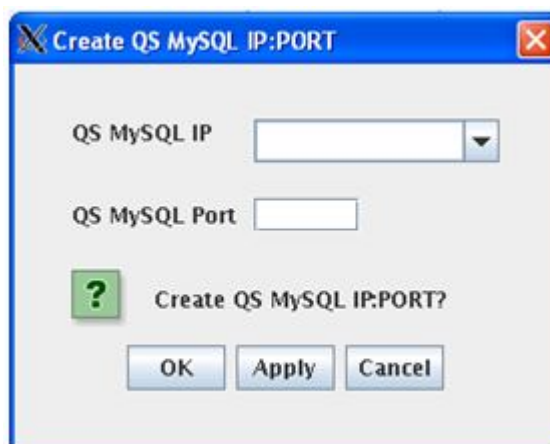 Create QS MySQL IP:PORT
QS MySQL IP
QS MySQL Port
? Create QS MySQL IP:PORT?
OK Apply Cancel